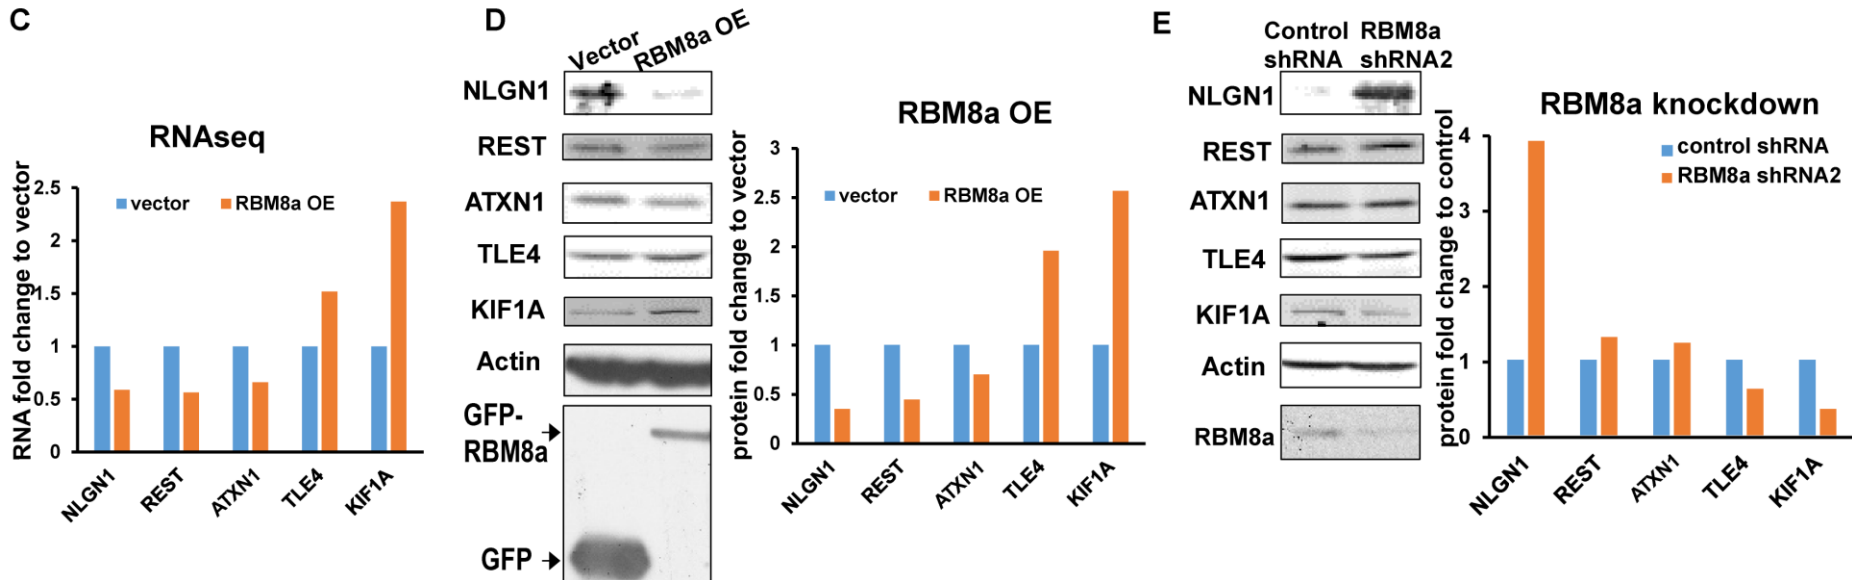 C
RNAseq
RNA fold change to vector
2.5
2
1.5
1
0.5
0
vector
RBM8a OE
NLGN1
REST
ATXN1
TLE4
KIF1A
D
Vector
RBM8a OE
NLGN1
REST
ATXN1
TLE4
KIF1A
Actin
GFP-
RBM8a
GFP
RBM8a OE
protein fold change to vector
3
2.5
2
1.5
1
0.5
0
vector
RBM8a OE
NLGN1
REST
ATXN1
TLE4
KIF1A
E
Control
shRNA
RBM8a
shRNA2
NLGN1
REST
ATXN1
TLE4
KIF1A
Actin
RBM8a
RBM8a knockdown
protein fold change to control
4
3
2
1
0
control shRNA
RBM8a shRNA2
NLGN1
REST
ATXN1
TLE4
KIF1A